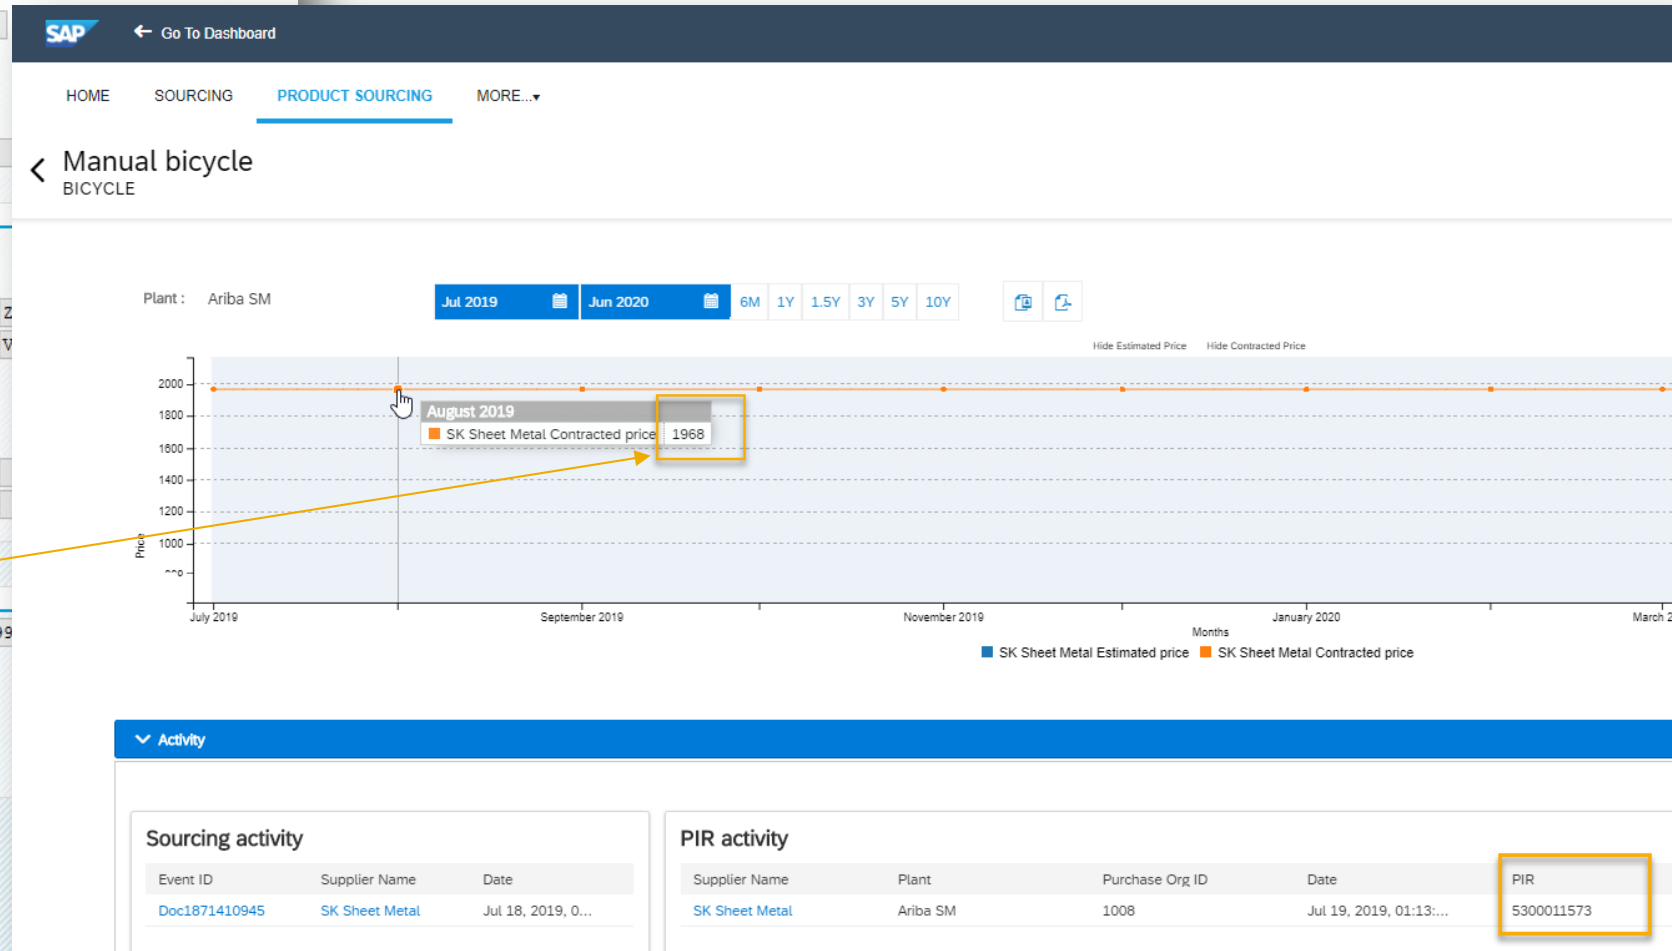 SAP
Go To Dashboard
HOME SOURCING PRODUCT SOURCING MORE...
Manual bicycle
BICYCLE
Plant : Ariba SM Jul 2019 Jun 2020 6M 1Y 1.5Y 3Y 5Y 10Y
Hide Estimated Price Hide Contracted Price
2000
1800
1600
1400
1200
1000
Price
August 2019
SK Sheet Metal Contracted price 1968
July 2019 September 2019 November 2019 January 2020 March 2
Months
SK Sheet Metal Estimated price SK Sheet Metal Contracted price
Activity
Sourcing activity
Event ID Supplier Name Date
Doc1871410945 SK Sheet Metal Jul 18, 2019, 0...
PIR activity
Supplier Name Plant Purchase Org ID Date PIR
SK Sheet Metal Ariba SM 1008 Jul 19, 2019, 01:13:... 5300011573